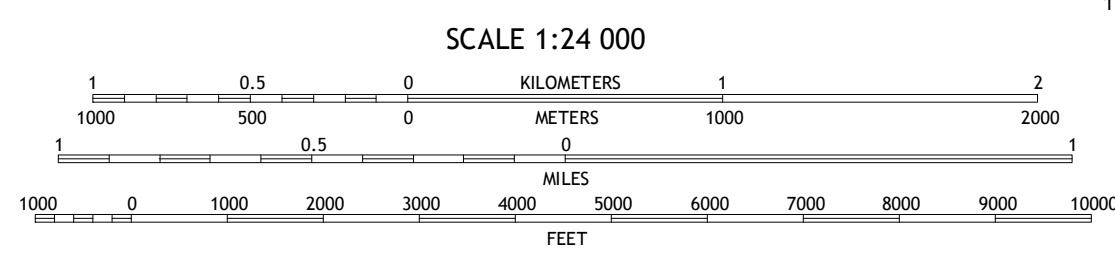 1
SCALE 1:24 000
1 0.5 0 KILOMETERS 1 2
1000 500 0 METERS 1000 2000
1 0.5 0 1
MILES
1000 0 1000 2000 3000 4000 5000 6000 7000 8000 9000 10000
FEET